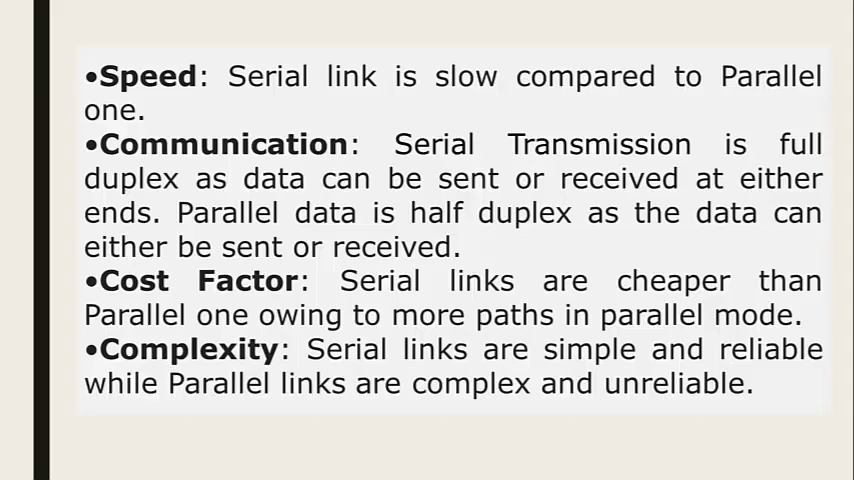 •Speed: Serial link is slow compared to Parallel
one.
•Communication: Serial Transmission is full
duplex as data can be sent or received at either
ends. Parallel data is half duplex as the data can
either be sent or received.
•Cost Factor: Serial links are cheaper than
Parallel one owing to more paths in parallel mode.
•Complexity: Serial links are simple and reliable
while Parallel links are complex and unreliable.